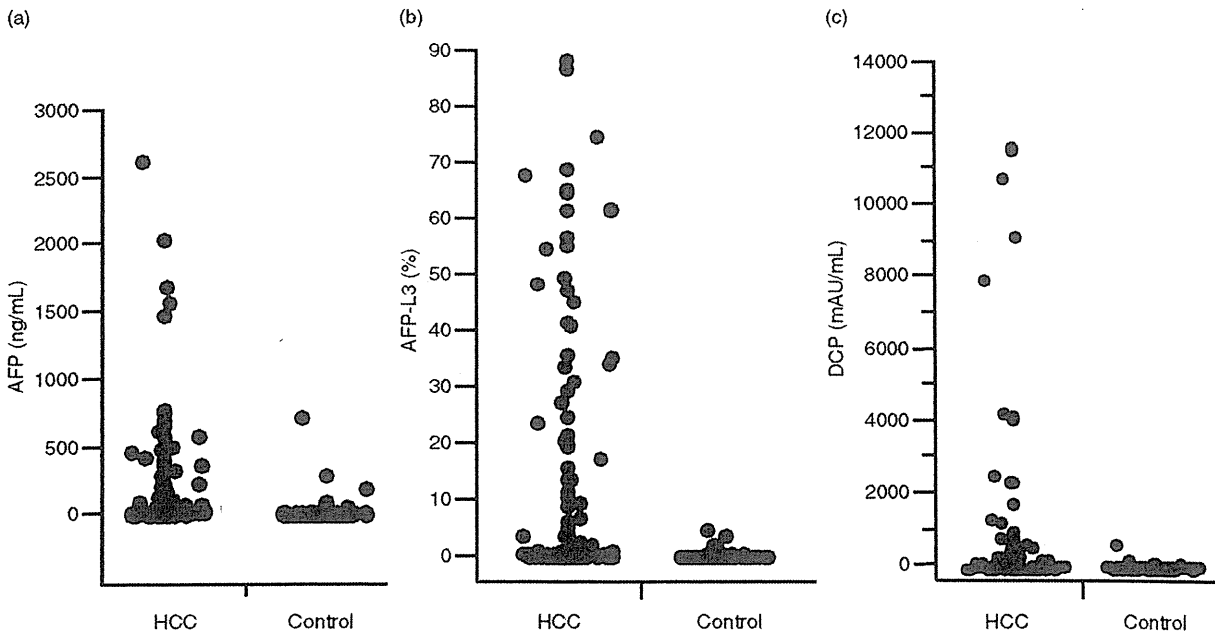 (a)
(b)
(c)
AFP (ng/mL)
3000
2500
2000
1500
1000
500
0
HCC
Control
AFP-L3 (%)
90
80
70
60
50
40
30
20
10
0
HCC
Control
DCP (mAU/mL)
14000
12000
10000
8000
6000
4000
2000
0
HCC
Control